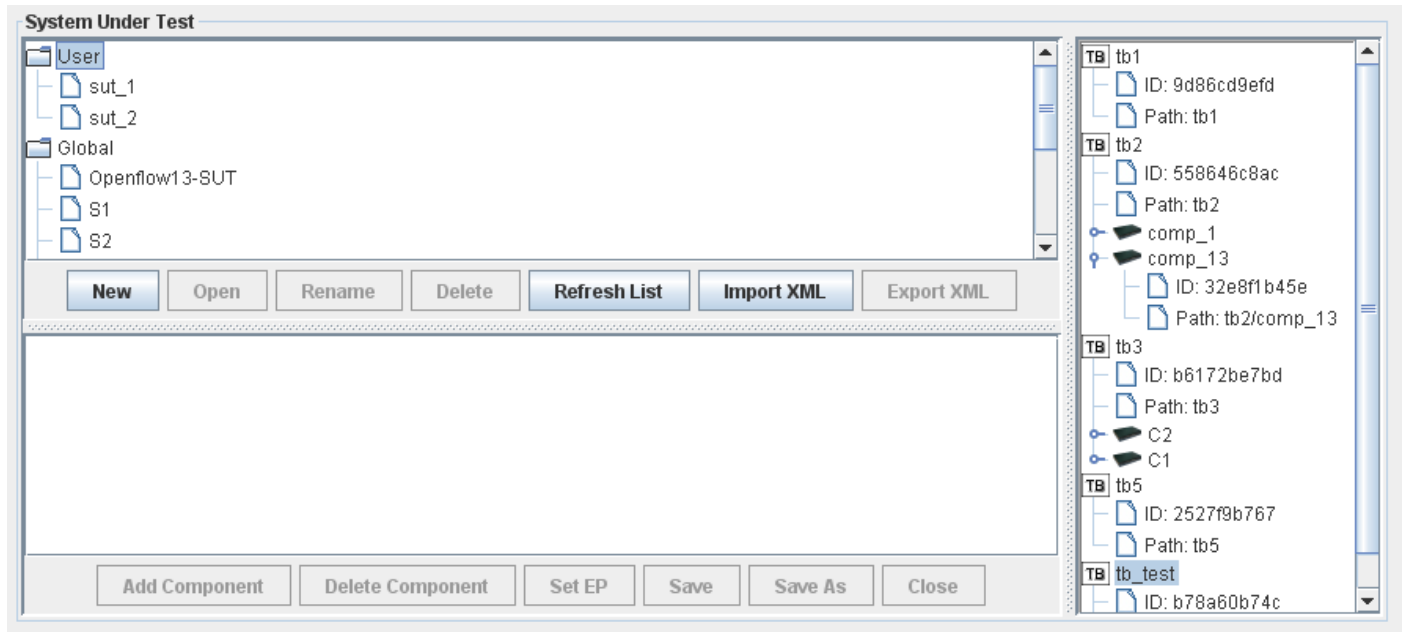 System Under Test
User
sut_1
sut_2
Global
Openflow13-SUT
S1
S2
New Open Rename Delete Refresh List Import XML Export XML
Add Component Delete Component Set EP Save Save As Close
TB tb1
ID: 9d86cd9efd
Path: tb1
TB tb2
ID: 558646c8ac
Path: tb2
comp_1
comp_13
ID: 32e8f1b45e
Path: tb2/comp_13
TB tb3
ID: b6172be7bd
Path: tb3
C2
C1
TB tb5
ID: 2527f9b767
Path: tb5
TB tb_test
ID: b78a60b74c